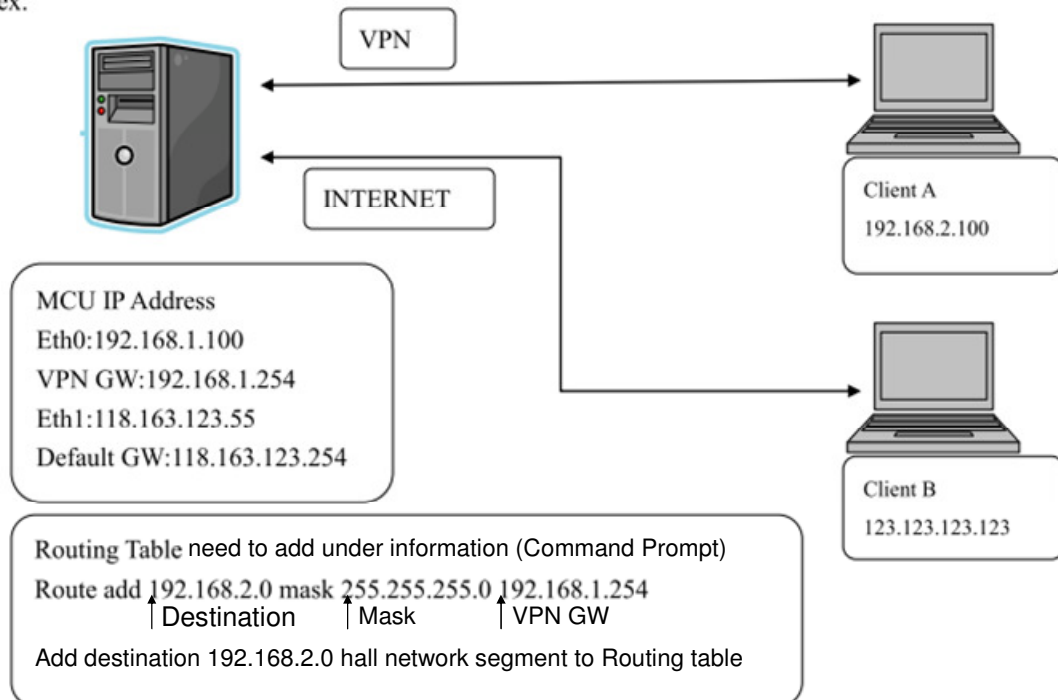 ex.
VPN
INTERNET
Client A
192.168.2.100
MCU IP Address
Eth0:192.168.1.100
VPN GW:192.168.1.254
Eth1:118.163.123.55
Default GW:118.163.123.254
Client B
123.123.123.123
Routing Table need to add under information (Command Prompt)
Route add 192.168.2.0 mask 255.255.255.0 192.168.1.254
Destination Mask VPN GW
Add destination 192.168.2.0 hall network segment to Routing table